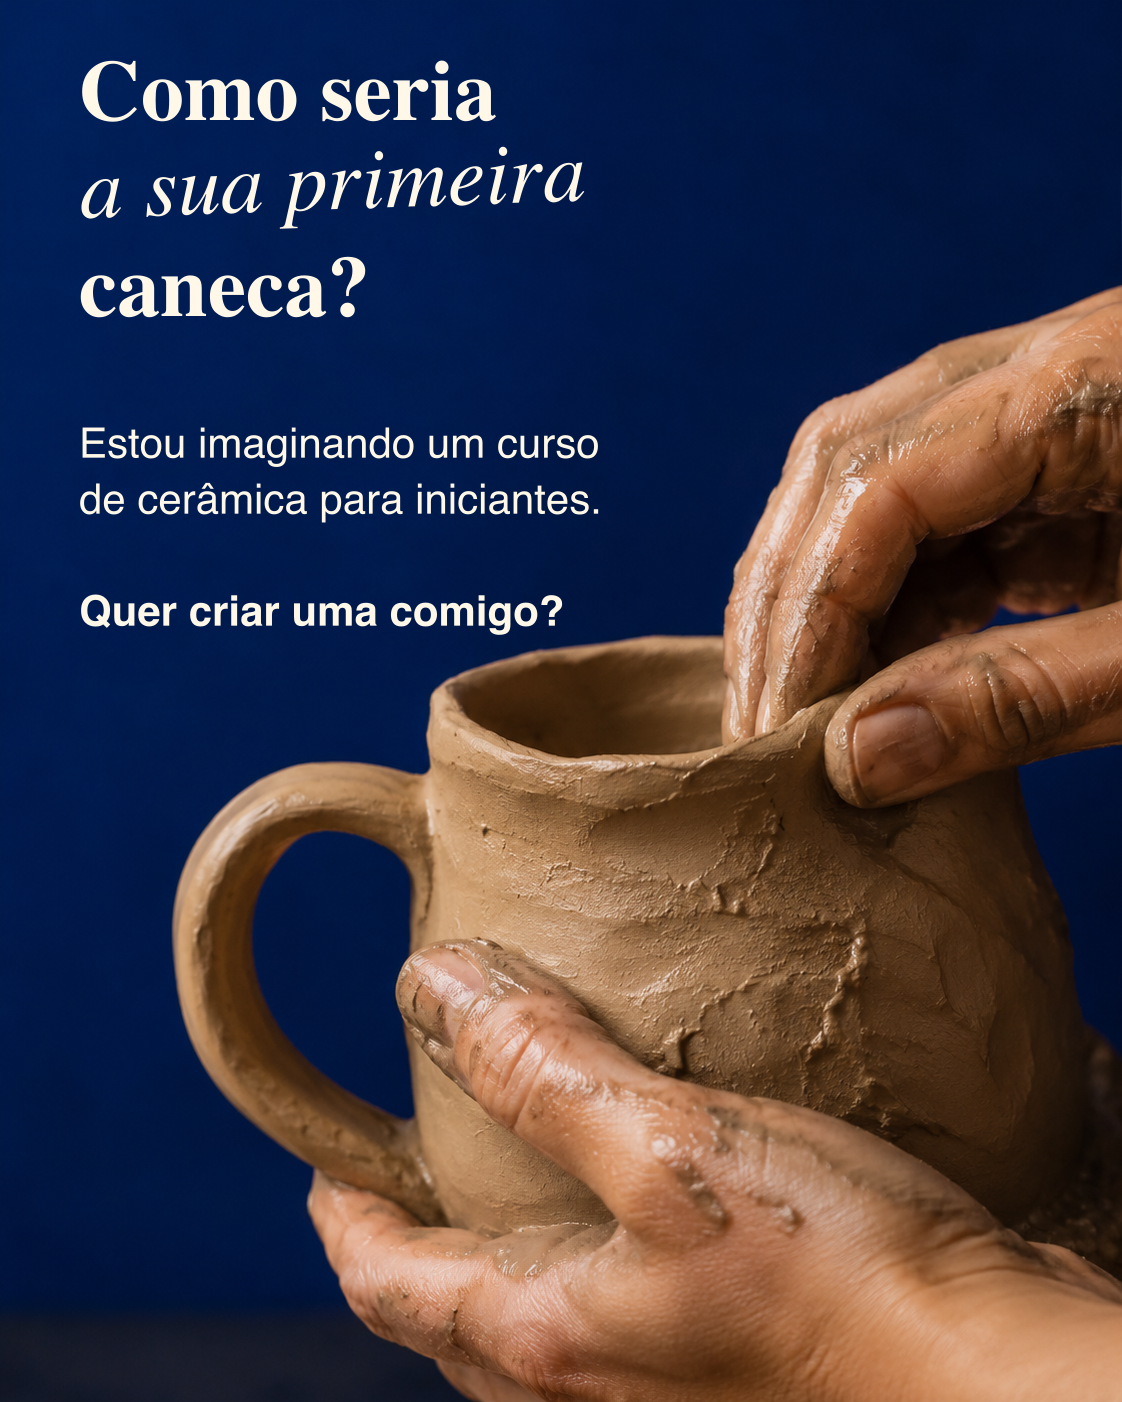 Como seria
a sua primeira
caneca?
Estou imaginando um curso
de cerâmica para iniciantes.
Quer criar uma comigo?